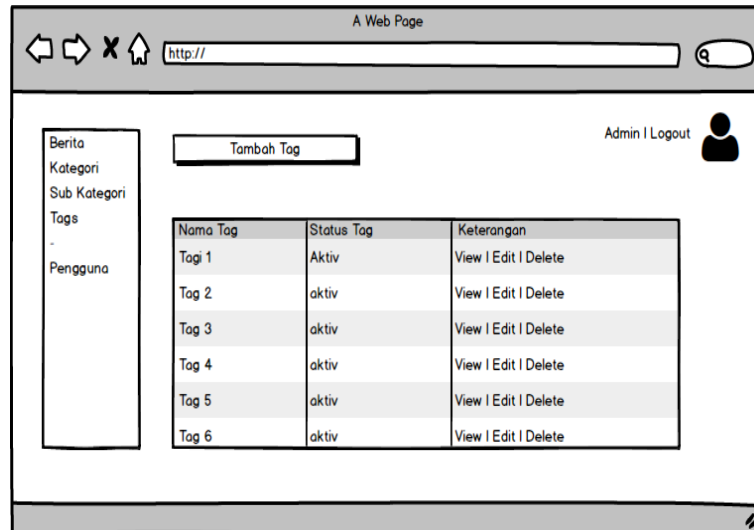 A Web Page
http://
Admin | Logout
Berita
Kategori
Sub Kategori
Tags
-
Pengguna
Tambah Tag
Nama Tag Status Tag Keterangan
Tagi 1 Aktiv View | Edit | Delete
Tag 2 aktiv View | Edit | Delete
Tag 3 aktiv View | Edit | Delete
Tag 4 aktiv View | Edit | Delete
Tag 5 aktiv View | Edit | Delete
Tag 6 aktiv View | Edit | Delete